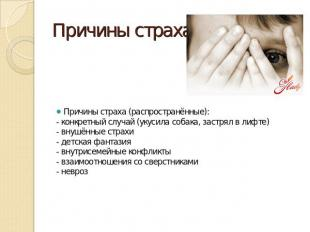 Причины страха
Причины страха (распространённые):
- конкретный случай (укусила собака, застрял в лифте)
- внушённые страхи
- детская фантазия
- внутрисемейные конфликты
- взаимоотношения со сверстниками
- невроз